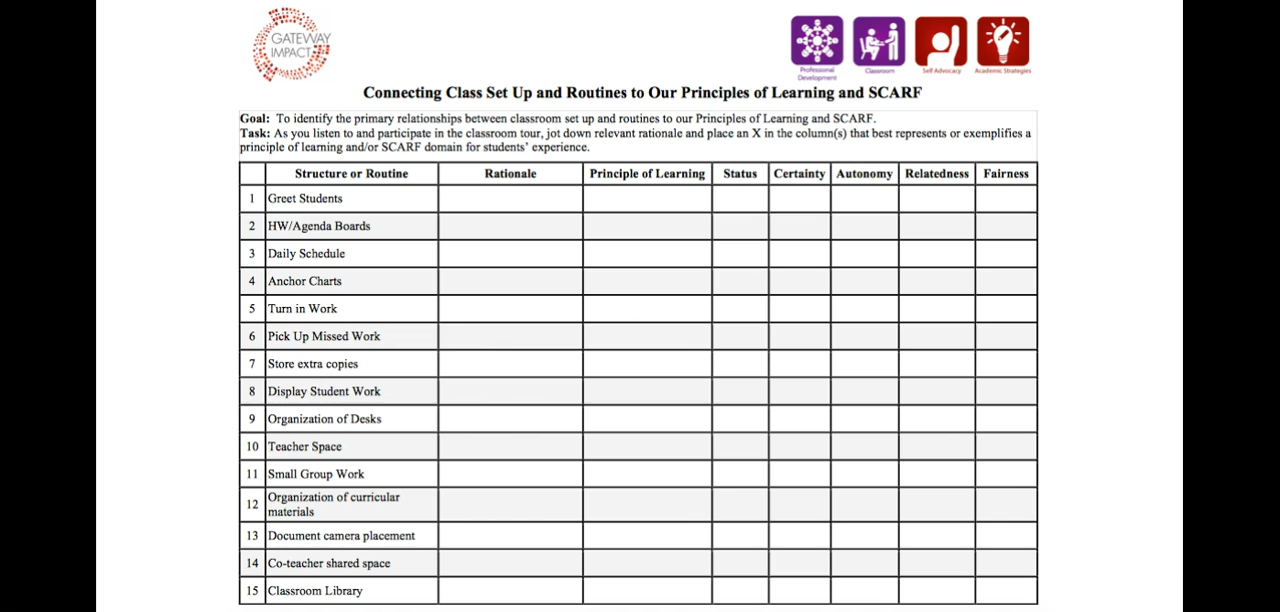 GATEWAY
IMPACT
Professional
Development
Classroom
Self Advocacy
Academic Strategies
Connecting Class Set Up and Routines to Our Principles of Learning and SCARF
Goal: To identify the primary relationships between classroom set up and routines to our Principles of Learning and SCARF.
Task: As you listen to and participate in the classroom tour, jot down relevant rationale and place an X in the column(s) that best represents or exemplifies a
principle of learning and/or SCARF domain for students' experience.
Structure or Routine Rationale Principle of Learning Status Certainty Autonomy Relatedness Fairness
1 Greet Students
2 HW/Agenda Boards
3 Daily Schedule
4 Anchor Charts
5 Turn in Work
6 Pick Up Missed Work
7 Store extra copies
8 Display Student Work
9 Organization of Desks
10 Teacher Space
11 Small Group Work
12 Organization of curricular
materials
13 Document camera placement
14 Co-teacher shared space
15 Classroom Library